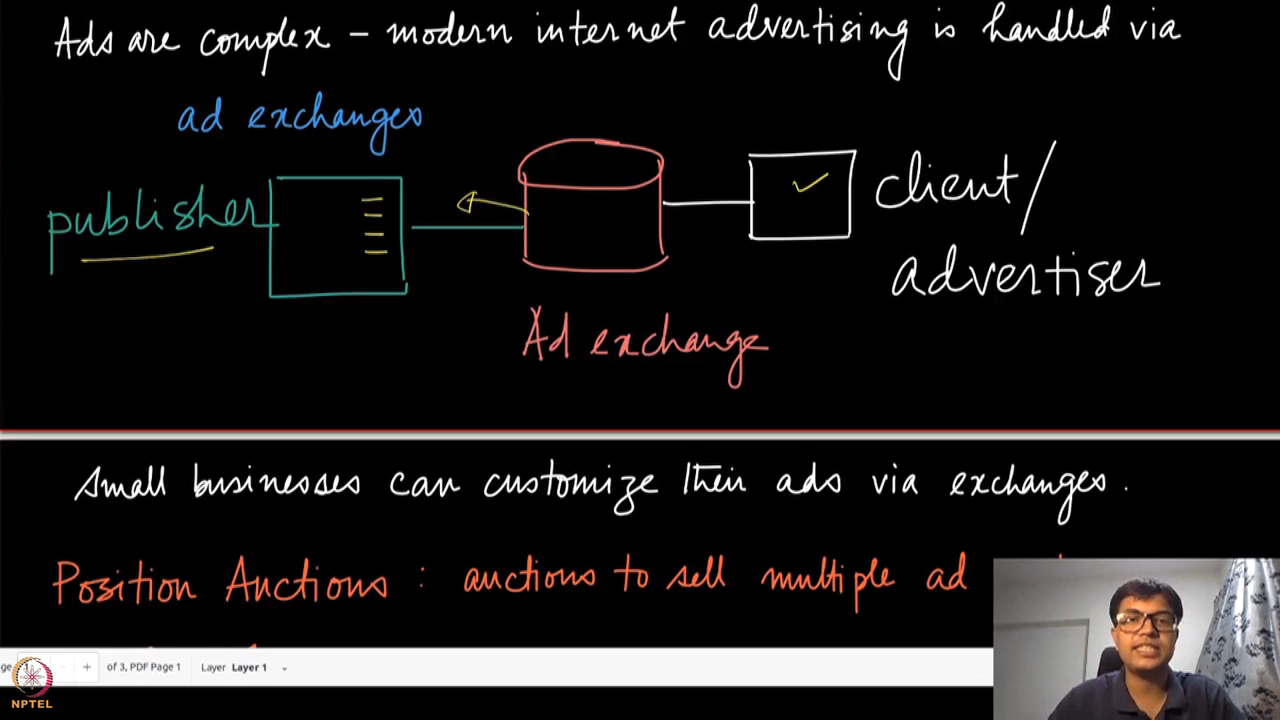 Ads are complex – modern internet advertising is handled via
ad exchanges
publisher
client/
advertiser
Ad exchange
Small businesses can customize their ads via exchanges.
Position Auctions : auctions to sell multiple ad
of 3, PDF Page 1 Layer Layer 1
NPTEL